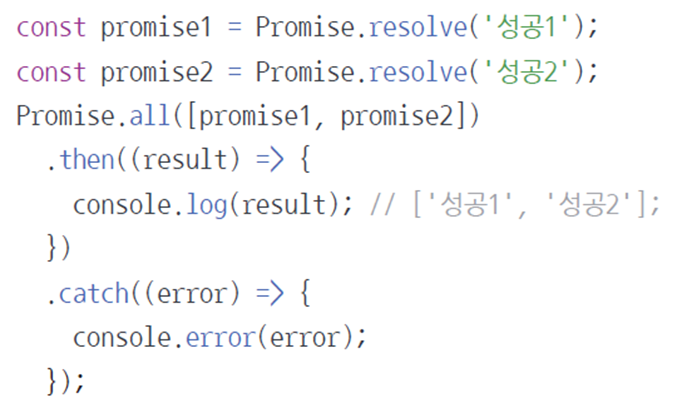 const promise1 = Promise.resolve('성공1');
const promise2 = Promise.resolve('성공2');
Promise.all([promise1, promise2])
  .then((result) => {
    console.log(result); // ['성공1', '성공2'];
  })
  .catch((error) => {
    console.error(error);
  });